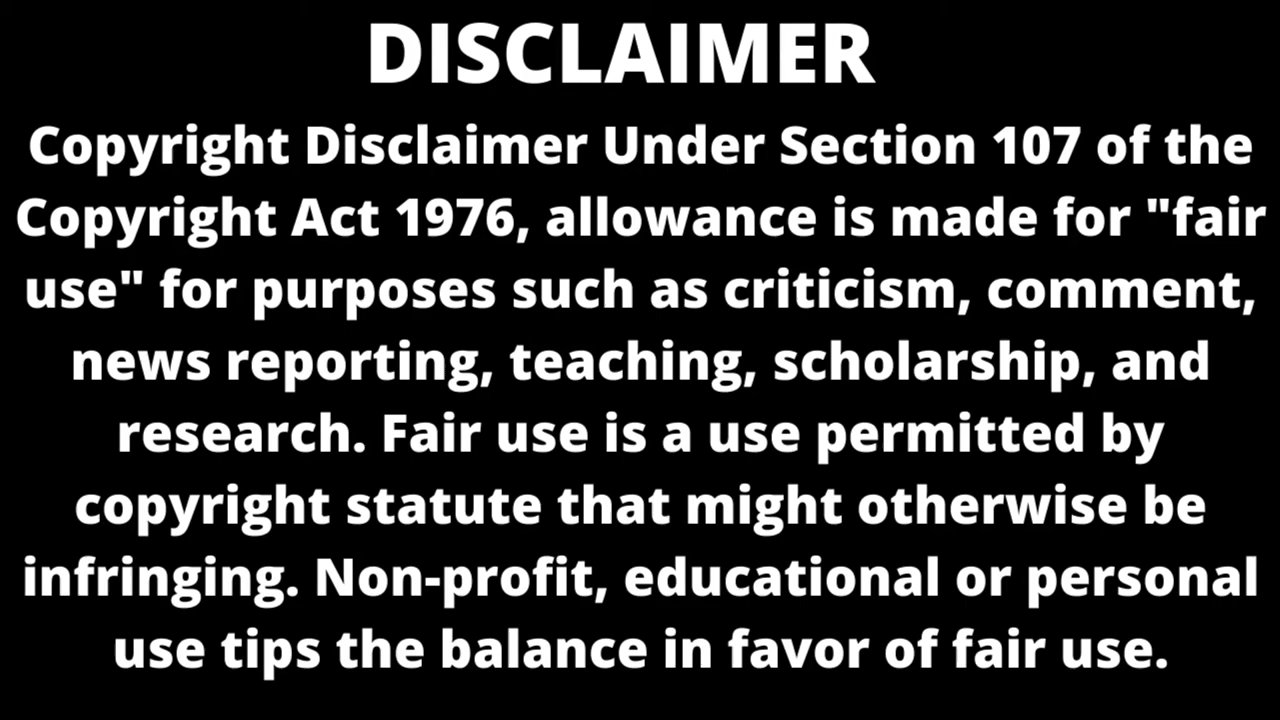 DISCLAIMER
Copyright Disclaimer Under Section 107 of the
Copyright Act 1976, allowance is made for "fair
use" for purposes such as criticism, comment,
news reporting, teaching, scholarship, and
research. Fair use is a use permitted by
copyright statute that might otherwise be
infringing. Non-profit, educational or personal
use tips the balance in favor of fair use.